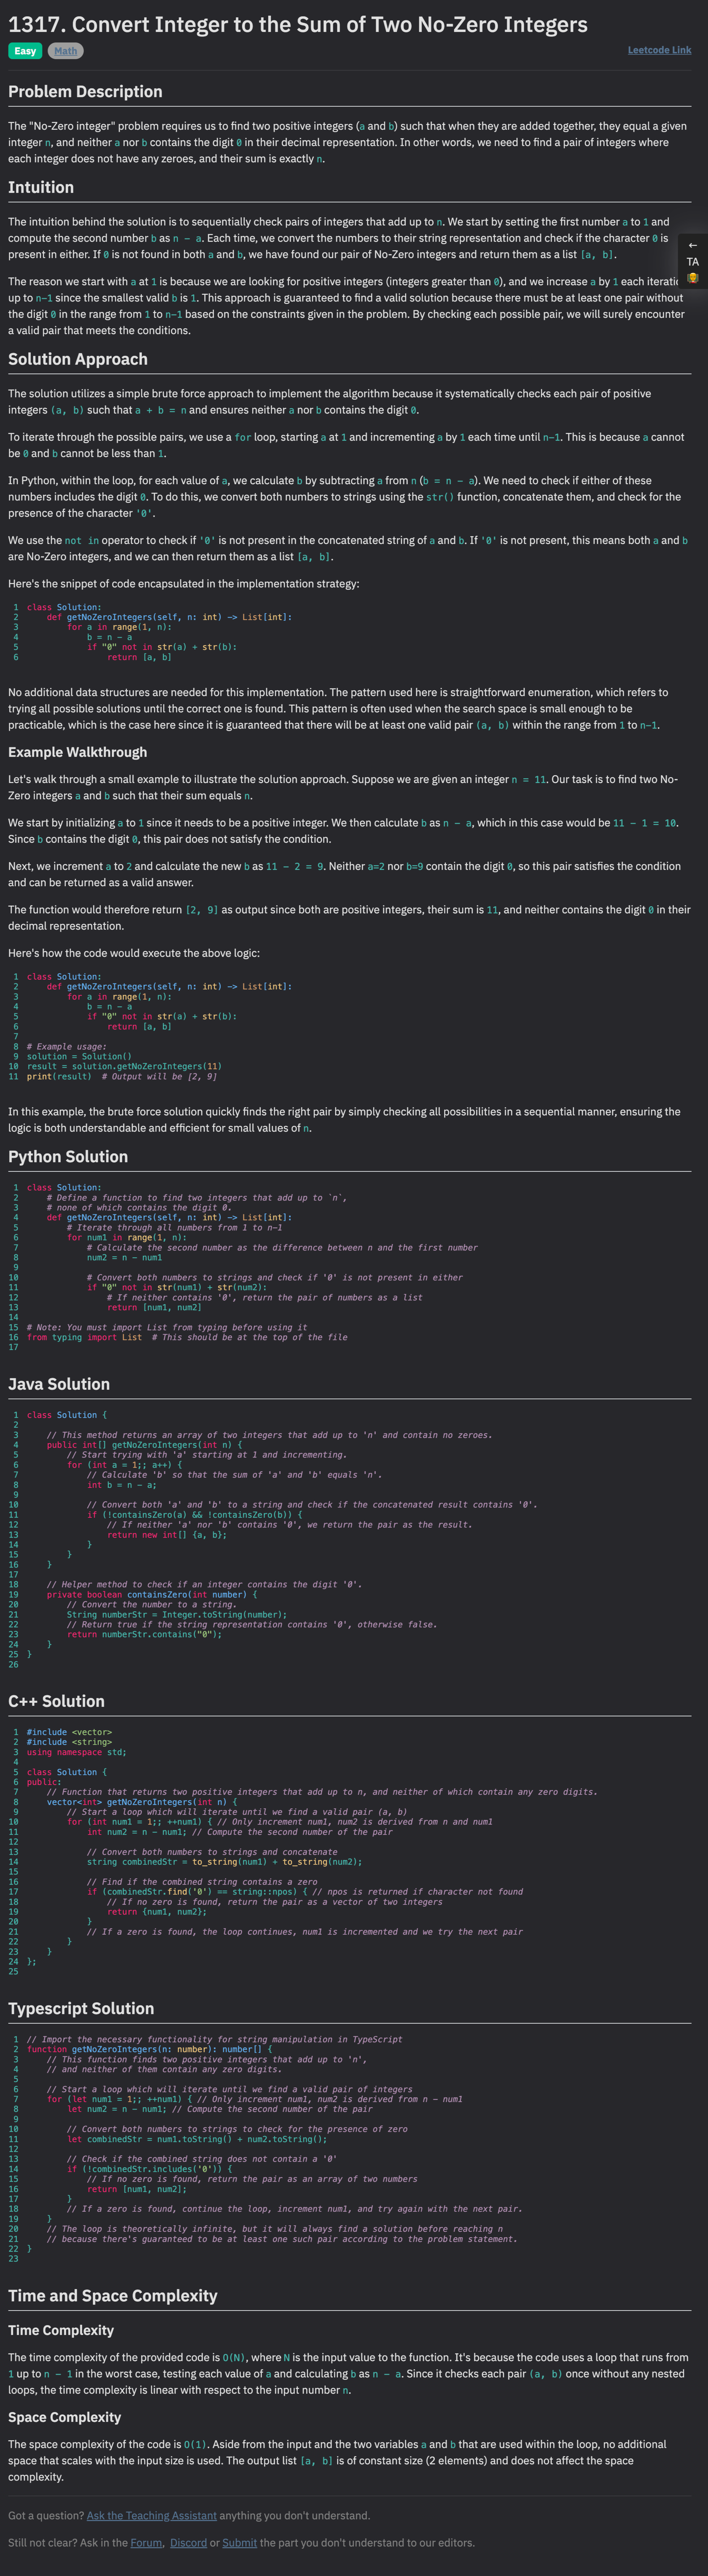 1317. Convert Integer to the Sum of Two No-Zero Integers
Easy Math Leetcode Link
Problem Description
The "No-Zero integer" problem requires us to find two positive integers (a and b) such that when they are added together, they equal a given
integer n, and neither a nor b contains the digit 0 in their decimal representation. In other words, we need to find a pair of integers where
each integer does not have any zeroes, and their sum is exactly n.
Intuition
The intuition behind the solution is to sequentially check pairs of integers that add up to n. We start by setting the first number a to 1 and
compute the second number b as n - a. Each time, we convert the numbers to their string representation and check if the character 0 is
present in either. If 0 is not found in both a and b, we have found our pair of No-Zero integers and return them as a list [a, b].
←
TA
The reason we start with a at 1 is because we are looking for positive integers (integers greater than 0), and we increase a by 1 each iteratic
up to n-1 since the smallest valid b is 1. This approach is guaranteed to find a valid solution because there must be at least one pair without
the digit 0 in the range from 1 to n-1 based on the constraints given in the problem. By checking each possible pair, we will surely encounter
a valid pair that meets the conditions.
Solution Approach
The solution utilizes a simple brute force approach to implement the algorithm because it systematically checks each pair of positive
integers (a, b) such that a + b = n and ensures neither a nor b contains the digit 0.
To iterate through the possible pairs, we use a for loop, starting a at 1 and incrementing a by 1 each time until n-1. This is because a cannot
be 0 and b cannot be less than 1.
In Python, within the loop, for each value of a, we calculate b by subtracting a from n (b = n - a). We need to check if either of these
numbers includes the digit 0. To do this, we convert both numbers to strings using the str() function, concatenate them, and check for the
presence of the character '0'.
We use the not in operator to check if '0' is not present in the concatenated string of a and b. If '0' is not present, this means both a and b
are No-Zero integers, and we can then return them as a list [a, b].
Here's the snippet of code encapsulated in the implementation strategy:
1 class Solution:
2     def getNoZeroIntegers(self, n: int) -> List[int]:
3         for a in range(1, n):
4             b = n - a
5             if "0" not in str(a) + str(b):
6                 return [a, b]
No additional data structures are needed for this implementation. The pattern used here is straightforward enumeration, which refers to
trying all possible solutions until the correct one is found. This pattern is often used when the search space is small enough to be
practicable, which is the case here since it is guaranteed that there will be at least one valid pair (a, b) within the range from 1 to n-1.
Example Walkthrough
Let's walk through a small example to illustrate the solution approach. Suppose we are given an integer n = 11. Our task is to find two No-
Zero integers a and b such that their sum equals n.
We start by initializing a to 1 since it needs to be a positive integer. We then calculate b as n - a, which in this case would be 11 - 1 = 10.
Since b contains the digit 0, this pair does not satisfy the condition.
Next, we increment a to 2 and calculate the new b as 11 - 2 = 9. Neither a=2 nor b=9 contain the digit 0, so this pair satisfies the condition
and can be returned as a valid answer.
The function would therefore return [2, 9] as output since both are positive integers, their sum is 11, and neither contains the digit 0 in their
decimal representation.
Here's how the code would execute the above logic:
1 class Solution:
2     def getNoZeroIntegers(self, n: int) -> List[int]:
3         for a in range(1, n):
4             b = n - a
5             if "0" not in str(a) + str(b):
6                 return [a, b]
7
8 # Example usage:
9 solution = Solution()
10 result = solution.getNoZeroIntegers(11)
11 print(result)  # Output will be [2, 9]
In this example, the brute force solution quickly finds the right pair by simply checking all possibilities in a sequential manner, ensuring the
logic is both understandable and efficient for small values of n.
Python Solution
1 class Solution:
2     # Define a function to find two integers that add up to `n`,
3     # none of which contains the digit 0.
4     def getNoZeroIntegers(self, n: int) -> List[int]:
5         # Iterate through all numbers from 1 to n-1
6         for num1 in range(1, n):
7             # Calculate the second number as the difference between n and the first number
8             num2 = n - num1
9
10             # Convert both numbers to strings and check if '0' is not present in either
11             if "0" not in str(num1) + str(num2):
12                 # If neither contains '0', return the pair of numbers as a list
13                 return [num1, num2]
14
15 # Note: You must import List from typing before using it
16 from typing import List  # This should be at the top of the file
17
Java Solution
1 class Solution {
2
3     // This method returns an array of two integers that add up to 'n' and contain no zeroes.
4     public int[] getNoZeroIntegers(int n) {
5         // Start trying with 'a' starting at 1 and incrementing.
6         for (int a = 1;; a++) {
7             // Calculate 'b' so that the sum of 'a' and 'b' equals 'n'.
8             int b = n - a;
9
10             // Convert both 'a' and 'b' to a string and check if the concatenated result contains '0'.
11             if (!containsZero(a) && !containsZero(b)) {
12                 // If neither 'a' nor 'b' contains '0', we return the pair as the result.
13                 return new int[] {a, b};
14             }
15         }
16     }
17
18     // Helper method to check if an integer contains the digit '0'.
19     private boolean containsZero(int number) {
20         // Convert the number to a string.
21         String numberStr = Integer.toString(number);
22         // Return true if the string representation contains '0', otherwise false.
23         return numberStr.contains("0");
24     }
25 }
26
C++ Solution
1 #include <vector>
2 #include <string>
3 using namespace std;
4
5 class Solution {
6 public:
7     // Function that returns two positive integers that add up to n, and neither of which contain any zero digits.
8     vector<int> getNoZeroIntegers(int n) {
9         // Start a loop which will iterate until we find a valid pair (a, b)
10         for (int num1 = 1;; ++num1) { // Only increment num1, num2 is derived from n and num1
11             int num2 = n - num1; // Compute the second number of the pair
12
13             // Convert both numbers to strings and concatenate
14             string combinedStr = to_string(num1) + to_string(num2);
15
16             // Find if the combined string contains a zero
17             if (combinedStr.find('0') == string::npos) { // npos is returned if character not found
18                 // If no zero is found, return the pair as a vector of two integers
19                 return {num1, num2};
20             }
21             // If a zero is found, the loop continues, num1 is incremented and we try the next pair
22         }
23     }
24 };
25
Typescript Solution
1 // Import the necessary functionality for string manipulation in TypeScript
2 function getNoZeroIntegers(n: number): number[] {
3     // This function finds two positive integers that add up to 'n',
4     // and neither of them contain any zero digits.
5
6     // Start a loop which will iterate until we find a valid pair of integers
7     for (let num1 = 1;; ++num1) { // Only increment num1, num2 is derived from n - num1
8         let num2 = n - num1; // Compute the second number of the pair
9
10         // Convert both numbers to strings to check for the presence of zero
11         let combinedStr = num1.toString() + num2.toString();
12
13         // Check if the combined string does not contain a '0'
14         if (!combinedStr.includes('0')) {
15             // If no zero is found, return the pair as an array of two numbers
16             return [num1, num2];
17         }
18         // If a zero is found, continue the loop, increment num1, and try again with the next pair.
19     }
20     // The loop is theoretically infinite, but it will always find a solution before reaching n
21     // because there's guaranteed to be at least one such pair according to the problem statement.
22 }
23
Time and Space Complexity
Time Complexity
The time complexity of the provided code is O(N), where N is the input value to the function. It's because the code uses a loop that runs from
1 up to n - 1 in the worst case, testing each value of a and calculating b as n - a. Since it checks each pair (a, b) once without any nested
loops, the time complexity is linear with respect to the input number n.
Space Complexity
The space complexity of the code is O(1). Aside from the input and the two variables a and b that are used within the loop, no additional
space that scales with the input size is used. The output list [a, b] is of constant size (2 elements) and does not affect the space
complexity.
Got a question? Ask the Teaching Assistant anything you don't understand.
Still not clear? Ask in the Forum, Discord or Submit the part you don't understand to our editors.